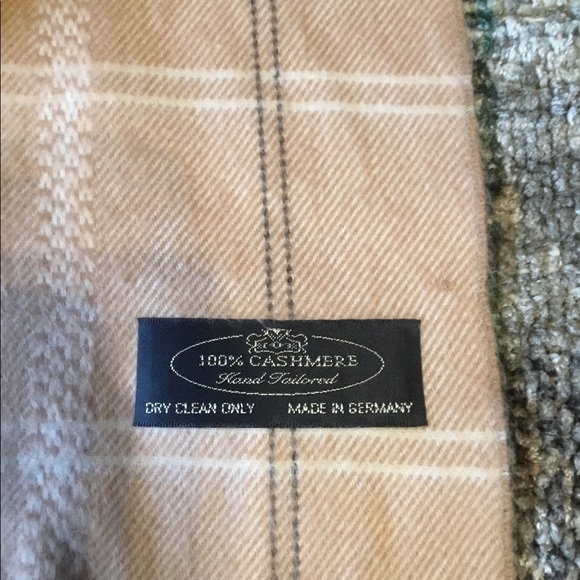 100% CASHMERE
Hand Tailored
DRY CLEAN ONLY MADE IN GERMANY